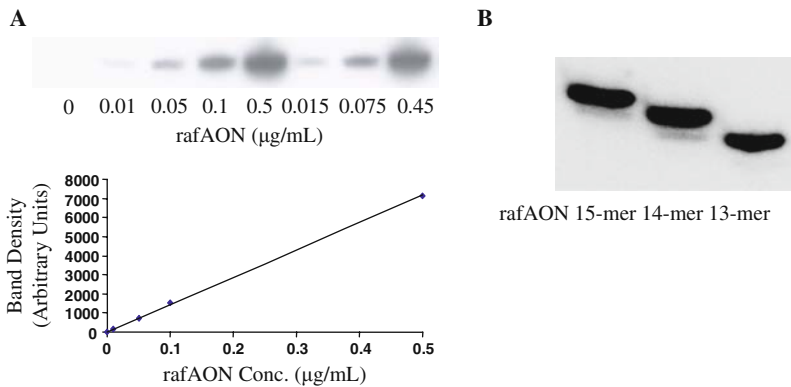 A
0 0.01 0.05 0.1 0.5 0.015 0.075 0.45
rafAON (µg/mL)
Band Density
(Arbitrary Units)
8000
7000
6000
5000
4000
3000
2000
1000
0
0 0.1 0.2 0.3 0.4 0.5
rafAON Conc. (µg/mL)
B
rafAON 15-mer 14-mer 13-mer